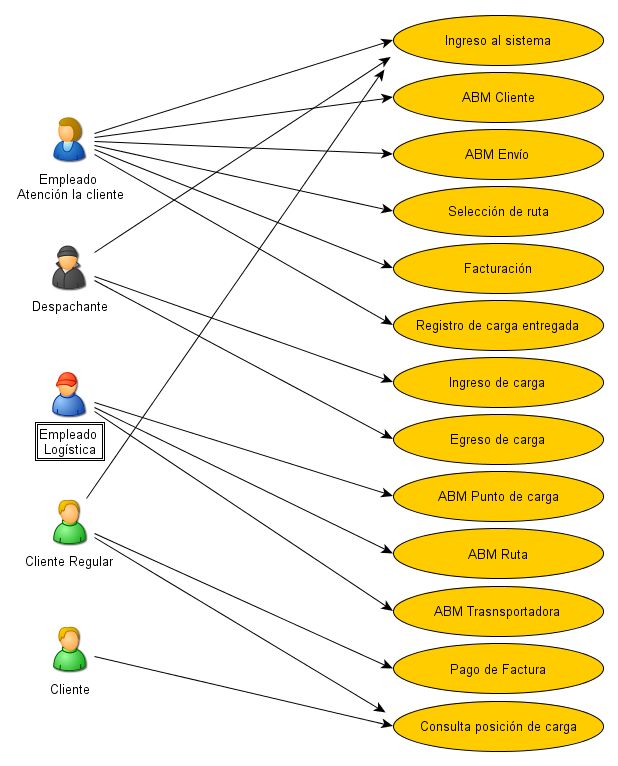 Ingreso al sistema
ABM Cliente
ABM Envío
Empleado
Atención la cliente
Selección de ruta
Facturación
Despachante
Registro de carga entregada
Ingreso de carga
Empleado
Logística
Egreso de carga
ABM Punto de carga
Cliente Regular
ABM Ruta
ABM Trasnsportadora
Pago de Factura
Cliente
Consulta posición de carga